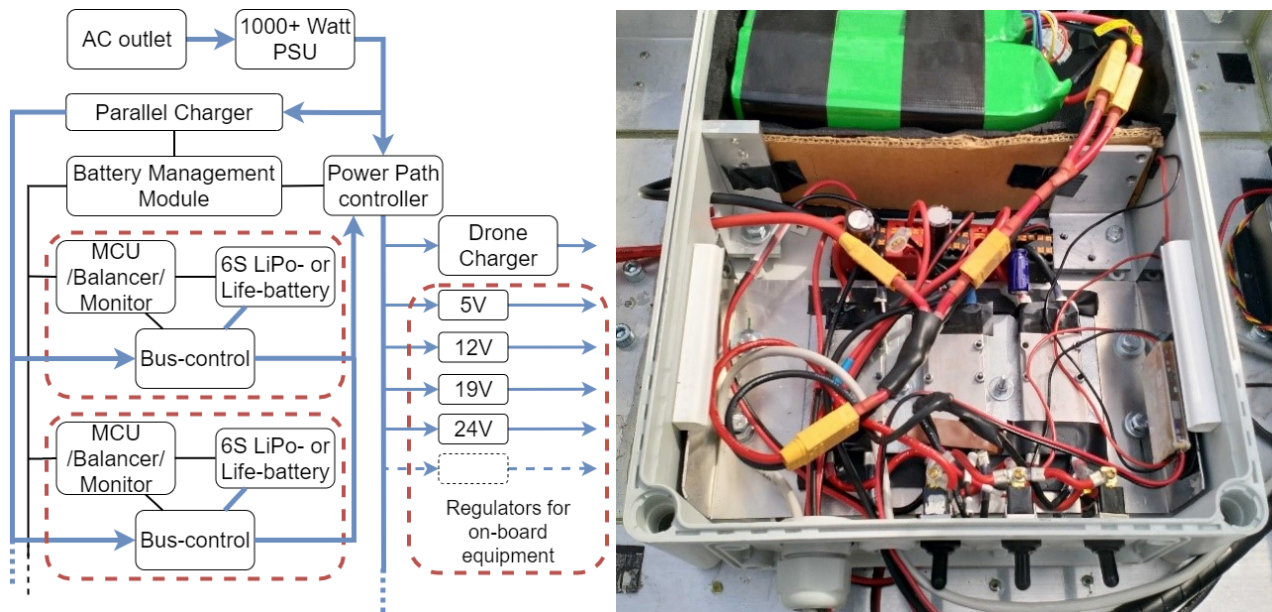 AC outlet
1000+ Watt
PSU
Parallel Charger
Battery Management
Module
Power Path
controller
Drone
Charger
MCU
/Balancer/
Monitor
6S LiPo- or
Life-battery
Bus-control
5V
12V
19V
24V
MCU
/Balancer/
Monitor
6S LiPo- or
Life-battery
Bus-control
Regulators for
on-board
equipment